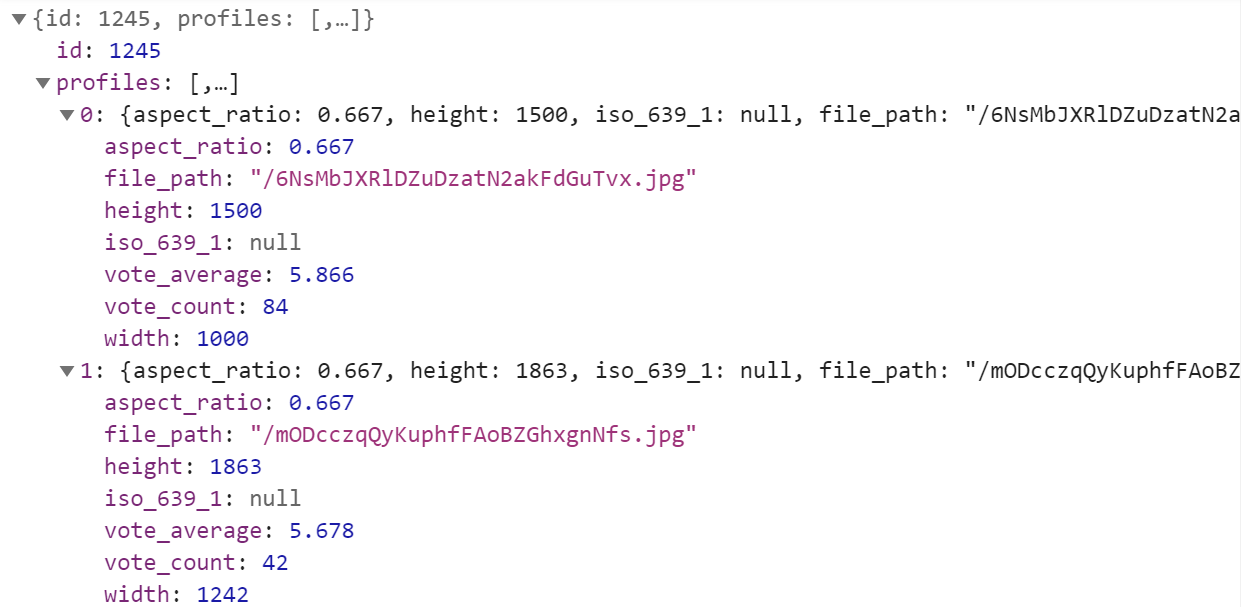 ▼{id: 1245, profiles: [,…]}
id: 1245
▼profiles: [,…]
▼0: {aspect_ratio: 0.667, height: 1500, iso_639_1: null, file_path: "/6NsMbJXRlDZuDzatN2a
aspect_ratio: 0.667
file_path: "/6NsMbJXRlDZuDzatN2akFdGuTvx.jpg"
height: 1500
iso_639_1: null
vote_average: 5.866
vote_count: 84
width: 1000
▼1: {aspect_ratio: 0.667, height: 1863, iso_639_1: null, file_path: "/mODcczqQyKuphfFAoBZ
aspect_ratio: 0.667
file_path: "/mODcczqQyKuphfFAoBZGhxgnNfs.jpg"
height: 1863
iso_639_1: null
vote_average: 5.678
vote_count: 42
width: 1242